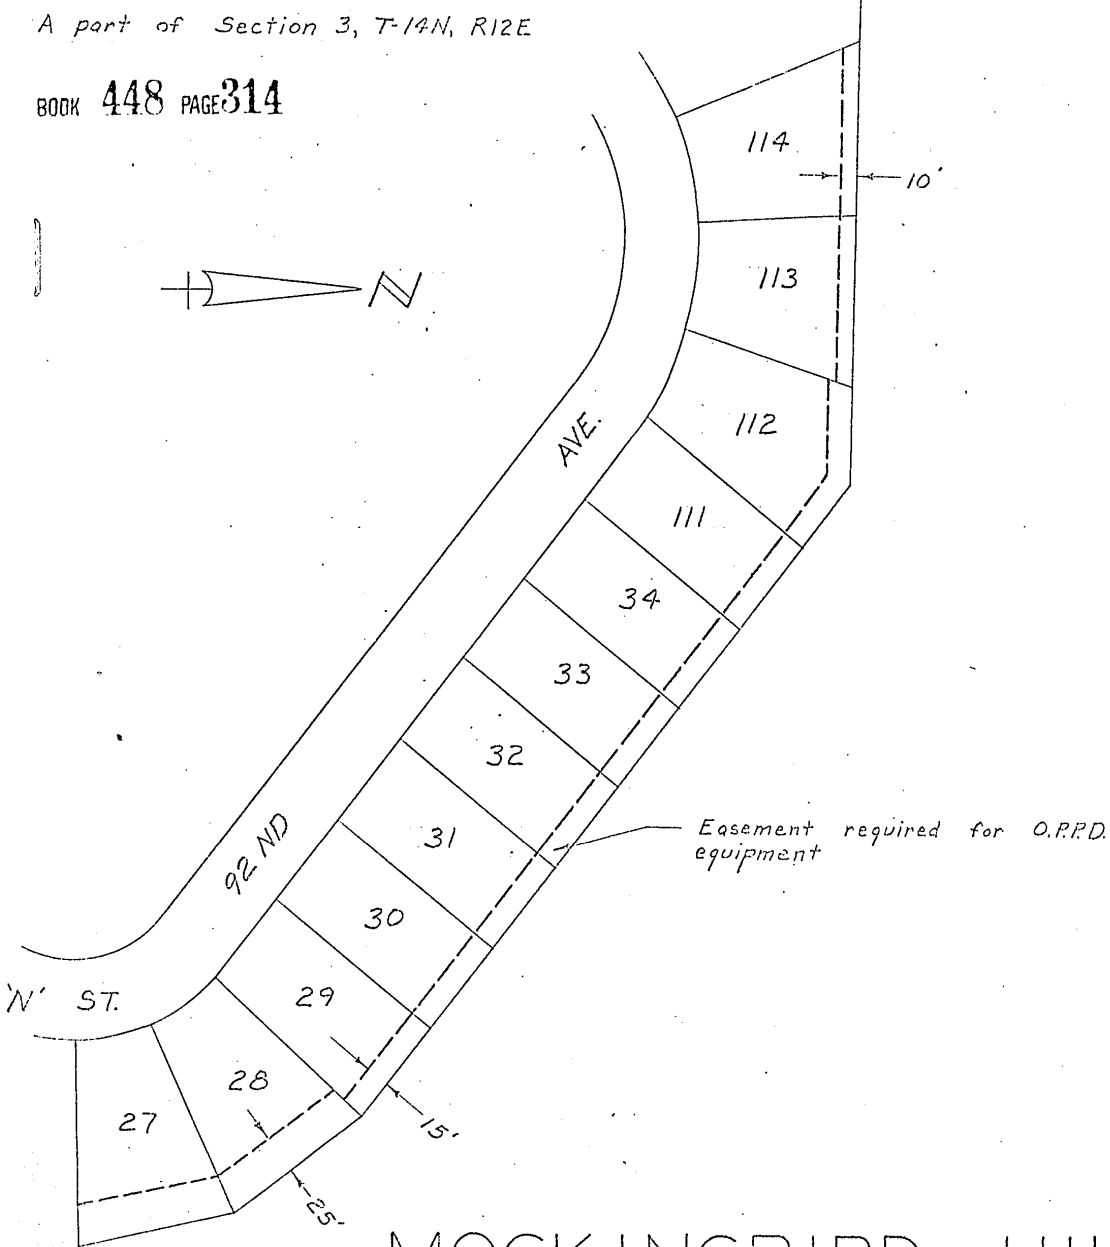 A part of Section 3, T-14N, R12E
BOOK 448 PAGE 314
114
10'
N
113
112
AVE.
111
34
33
32
Easement required for O.P.P.D.
equipment
31
92 ND
30
29
'N' ST.
28
27
15'
25'
MOCKINGBIRD